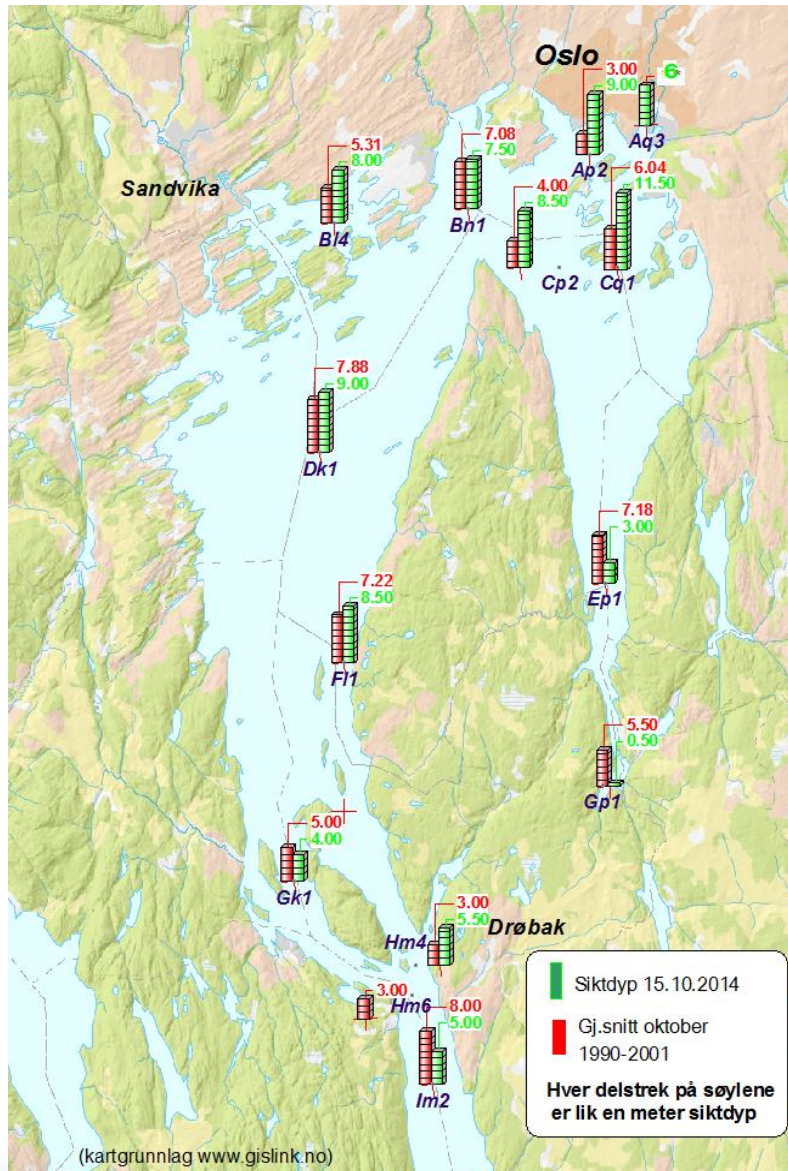 Oslo
3.00
9.00
6
Aq3
Ap2
7.08
7.50
5.31
8.00
Sandvika
Bl4
Bn1
4.00
8.50
6.04
11.50
Cp2
Cq1
7.88
9.00
Dk1
7.18
3.00
Ep1
7.22
8.50
Fl1
5.50
0.50
Gp1
5.00
4.00
Gk1
3.00
5.50
Hm4
Drøbak
3.00
Hm6
8.00
5.00
Im2
Siktdyp 15.10.2014
Gj.snitt oktober
1990-2001
Hver delstrek på søylene
er lik en meter siktdyp
(kartgrunnlag www.gislink.no)